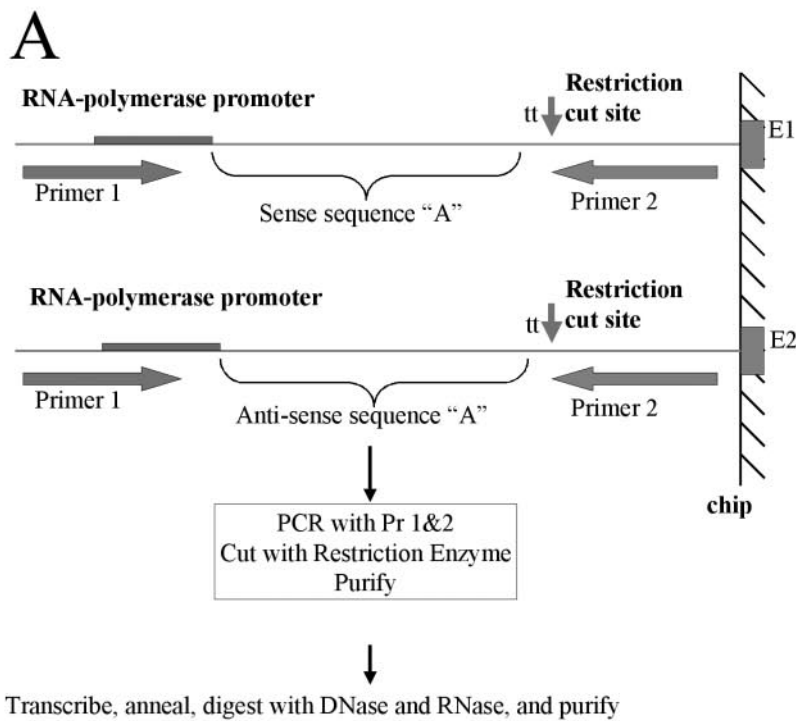 A
RNA-polymerase promoter
Restriction
cut site
tt
E1
Primer 1
Sense sequence “A”
Primer 2
RNA-polymerase promoter
Restriction
cut site
tt
E2
Primer 1
Anti-sense sequence “A”
Primer 2
chip
PCR with Pr 1&2
Cut with Restriction Enzyme
Purify
Transcribe, anneal, digest with DNase and RNase, and purify